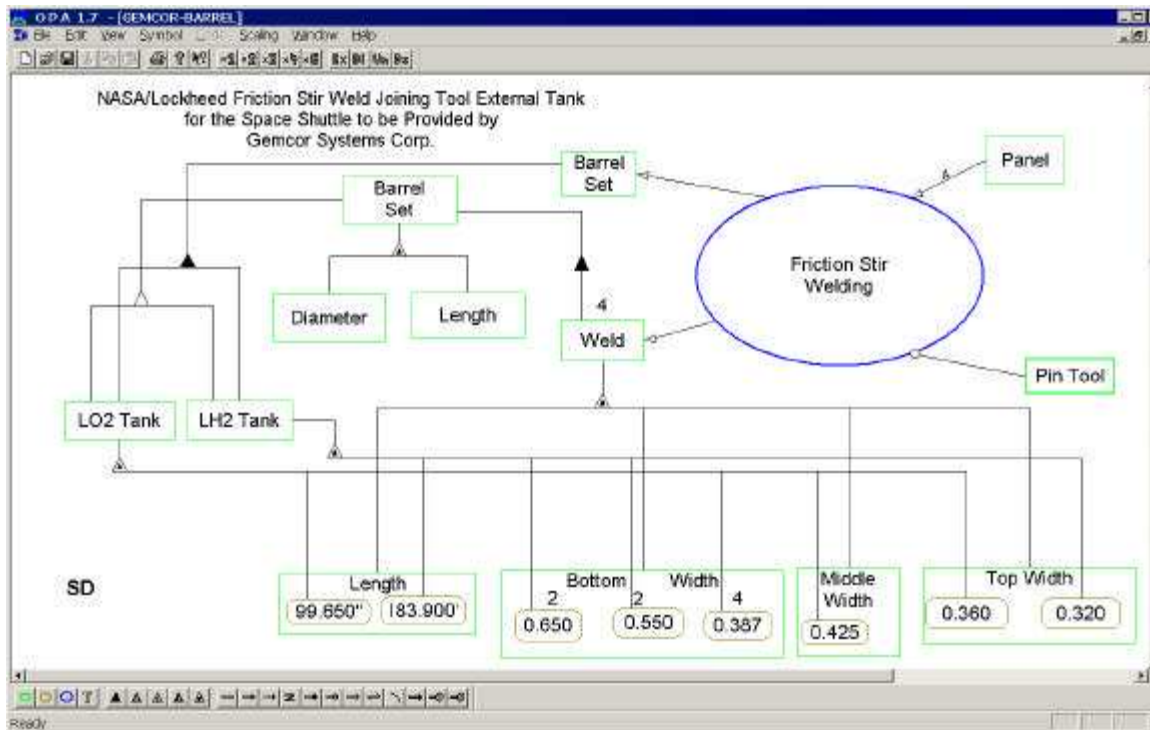 OPA 1.7 - [GEMCOR-BARREL]
File Edit View Symbol Scaling Window Help
NASA/Lockheed Friction Stir Weld Joining Tool External Tank
for the Space Shuttle to be Provided by
Gemcor Systems Corp.
Barrel
Set
Panel
Barrel
Set
Friction Stir
Welding
Diameter
Length
4
Weld
Pin Tool
LO2 Tank
LH2 Tank
SD
Length
99.650"
183.900'
Bottom Width
2 2 4
0.650
0.550
0.387
Middle
Width
0.425
Top Width
0.360
0.320
Ready